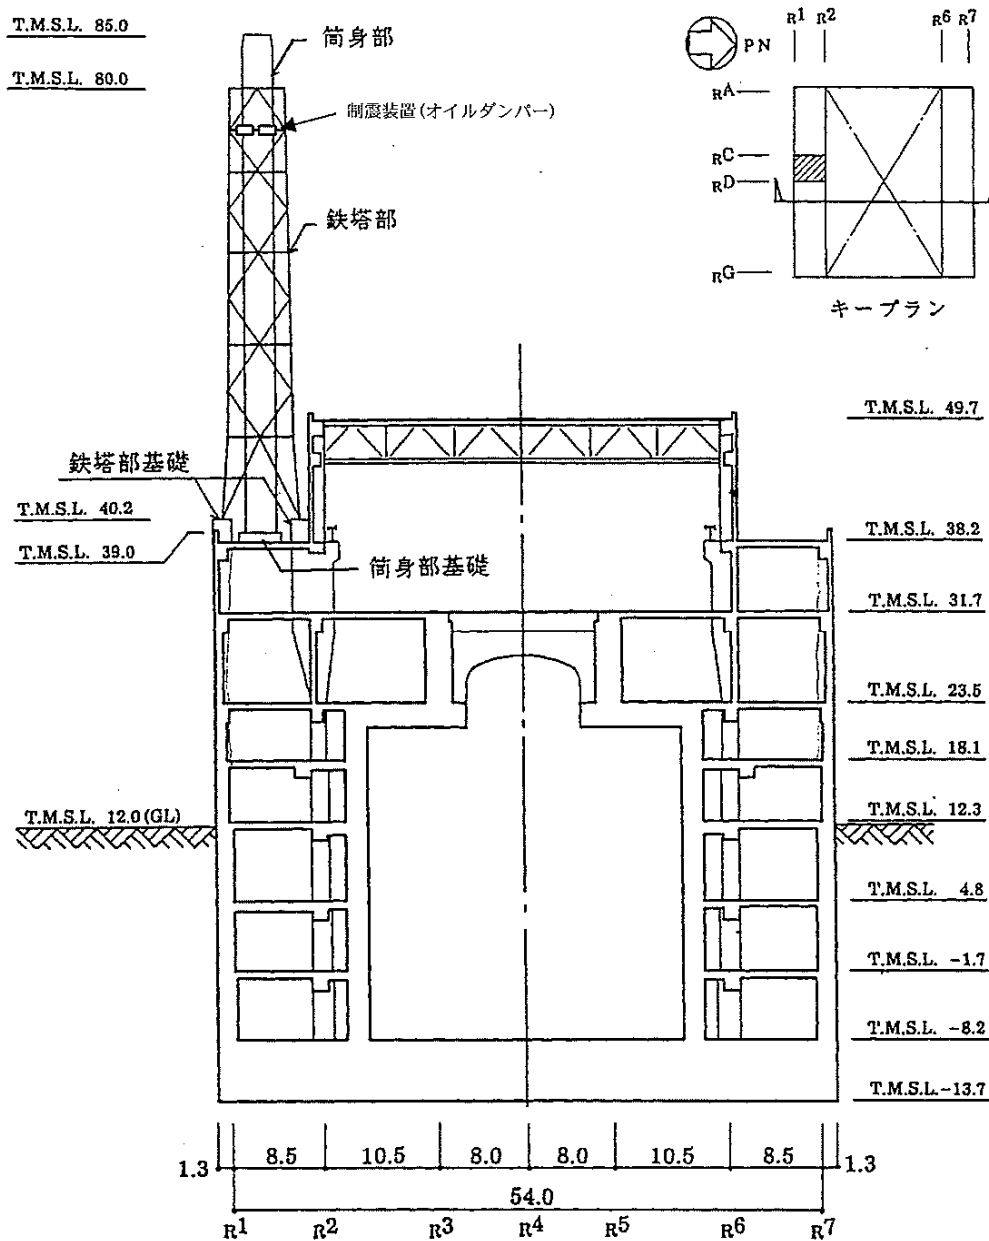 T.M.S.L. 85.0
筒身部
T.M.S.L. 80.0
制震装置(オイルダンパー)
鉄塔部
PN
R1 R2 R6 R7
RA
RC
RD
RG
キープラン
T.M.S.L. 49.7
鉄塔部基礎
T.M.S.L. 40.2
T.M.S.L. 39.0
筒身部基礎
T.M.S.L. 38.2
T.M.S.L. 31.7
T.M.S.L. 23.5
T.M.S.L. 18.1
T.M.S.L. 12.3
T.M.S.L. 12.0(GL)
T.M.S.L. 4.8
T.M.S.L. -1.7
T.M.S.L. -8.2
T.M.S.L.-13.7
1.3 8.5 10.5 8.0 8.0 10.5 8.5 1.3
54.0
R1 R2 R3 R4 R5 R6 R7